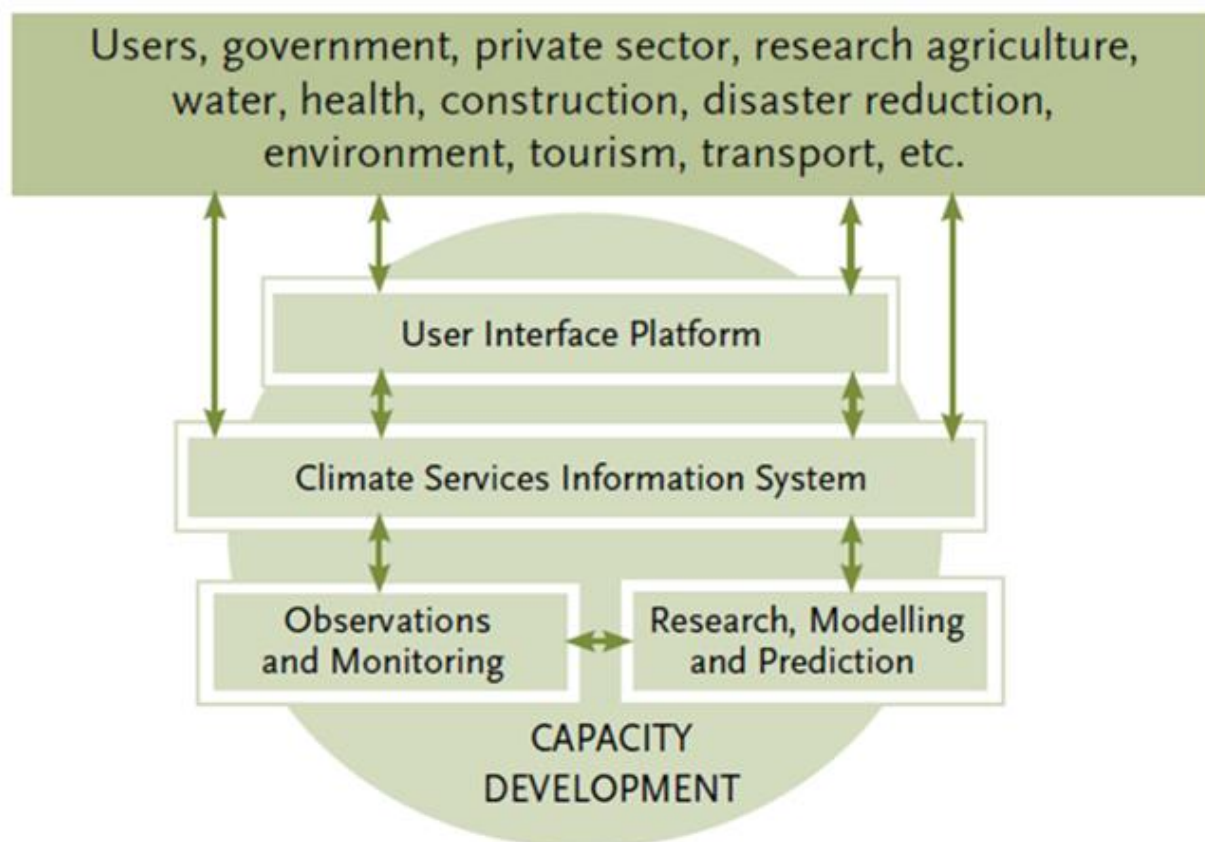 Users, government, private sector, research agriculture,
water, health, construction, disaster reduction,
environment, tourism, transport, etc.
User Interface Platform
Climate Services Information System
Observations
and Monitoring
Research, Modelling
and Prediction
CAPACITY
DEVELOPMENT